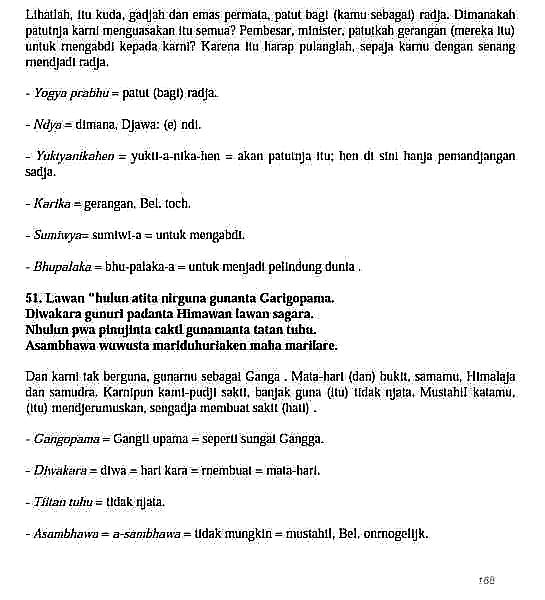 Lihatlah, itu kuda, gadjah dan emas permata, patut bagi (kamu sebagai) radja. Dimanakah
patutnja kami menguasakan itu semua? Pembesar, minister, patutkah gerangan (mereka itu)
untuk mengabdi kepada kami? Karena itu harap pulanglah, sepaja kamu dengan senang
mendjadi radja.
- Yogya prabhu = patut (bagi) radja.
- Ndya = dimana, Djawa: (e) ndi.
- Yuktyanikahen = yukti-a-nika-hen = akan patutnja itu; hen di sini hanja pemandjangan
sadja.
- Karika = gerangan, Bel. toch.
- Sumiwya= sumiwi-a = untuk mengabdi.
- Bhupalaka = bhu-palaka-a = untuk menjadi pelindung dunia .
51. Lawan "hulun atita nirguna gunanta Garigopama.
Diwakara gunuri padanta Himawan lawan sagara.
Nhulun pwa pinujinta cakti gunamanta tatan tuhu.
Asambhawa wuwusta mariduhuriaken maha marilare.
Dan kami tak berguna, gunamu sebagai Ganga . Mata-hari (dan) bukit, samamu, Himalaja
dan samudra. Kamipun kami-pudji sakti, banjak guna (itu) tidak njata. Mustahil katamu,
(itu) mendjerumuskan, sengadja membuat sakit (hati) .
- Gangopama = Ganggi upama = seperti sungai Gangga.
- Diwakara = diwa = hari kara = membuat = mata-hari.
- Titan tuhu = tidak njata.
- Asambhawa = a-sambhawa = tidak mungkin = mustahil, Bel. onmogelijk.
168